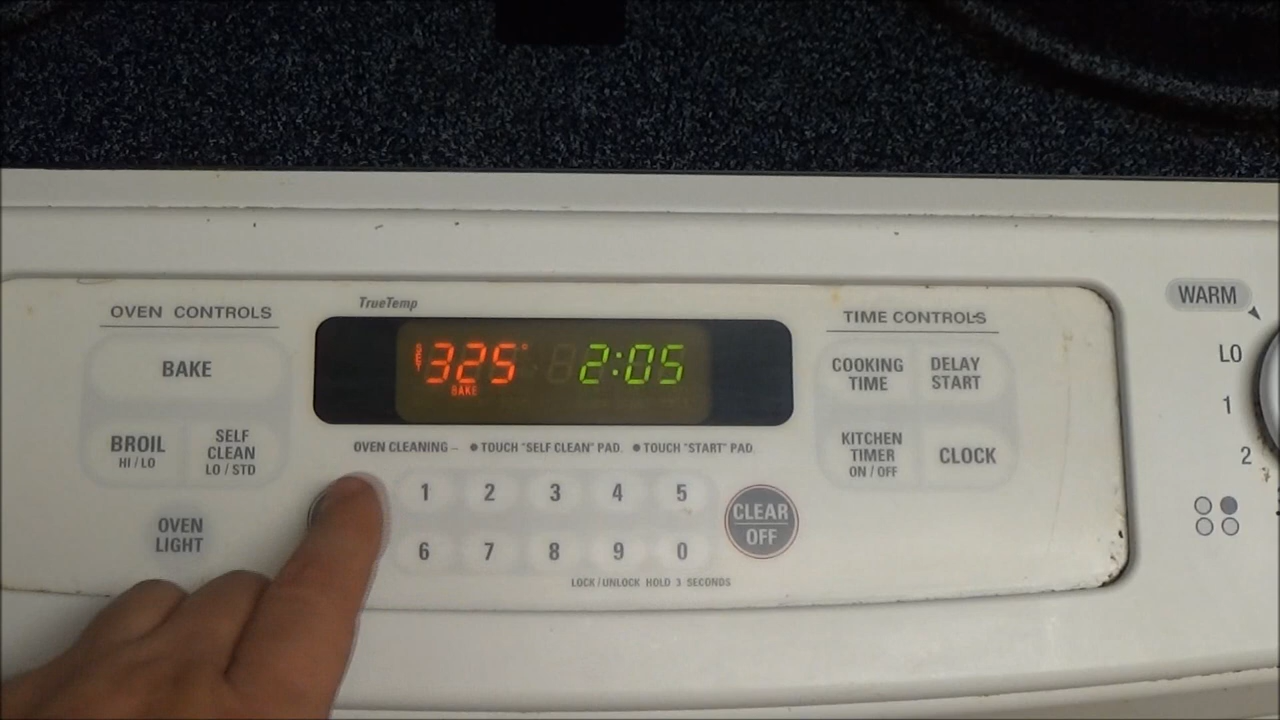 TrueTemp
OVEN CONTROLS
BAKE
BROIL
HI / LO
SELF
CLEAN
LO / STD
OVEN
LIGHT
SET 325° 2:05
BAKE
OVEN CLEANING – ● TOUCH "SELF CLEAN" PAD. ● TOUCH "START" PAD.
1 2 3 4 5
6 7 8 9 0
CLEAR
OFF
LOCK / UNLOCK HOLD 3 SECONDS
TIME CONTROLS
COOKING
TIME
DELAY
START
KITCHEN
TIMER
ON / OFF
CLOCK
WARM
LO
1
2